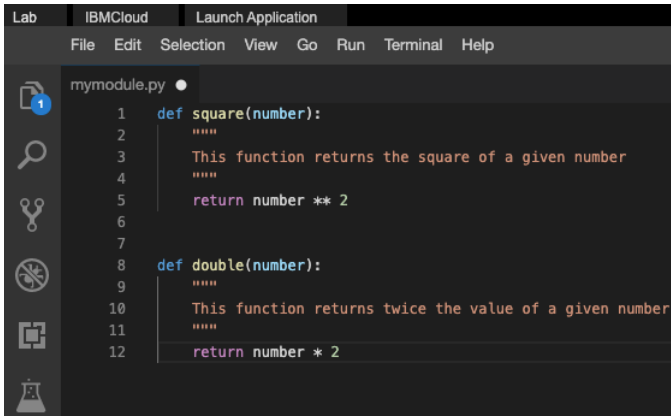 Lab IBMCloud Launch Application
File Edit Selection View Go Run Terminal Help
mymodule.py
1
1 def square(number):
2 """
3 This function returns the square of a given number
4 """
5 return number ** 2
6
7
8 def double(number):
9 """
10 This function returns twice the value of a given number
11 """
12 return number * 2